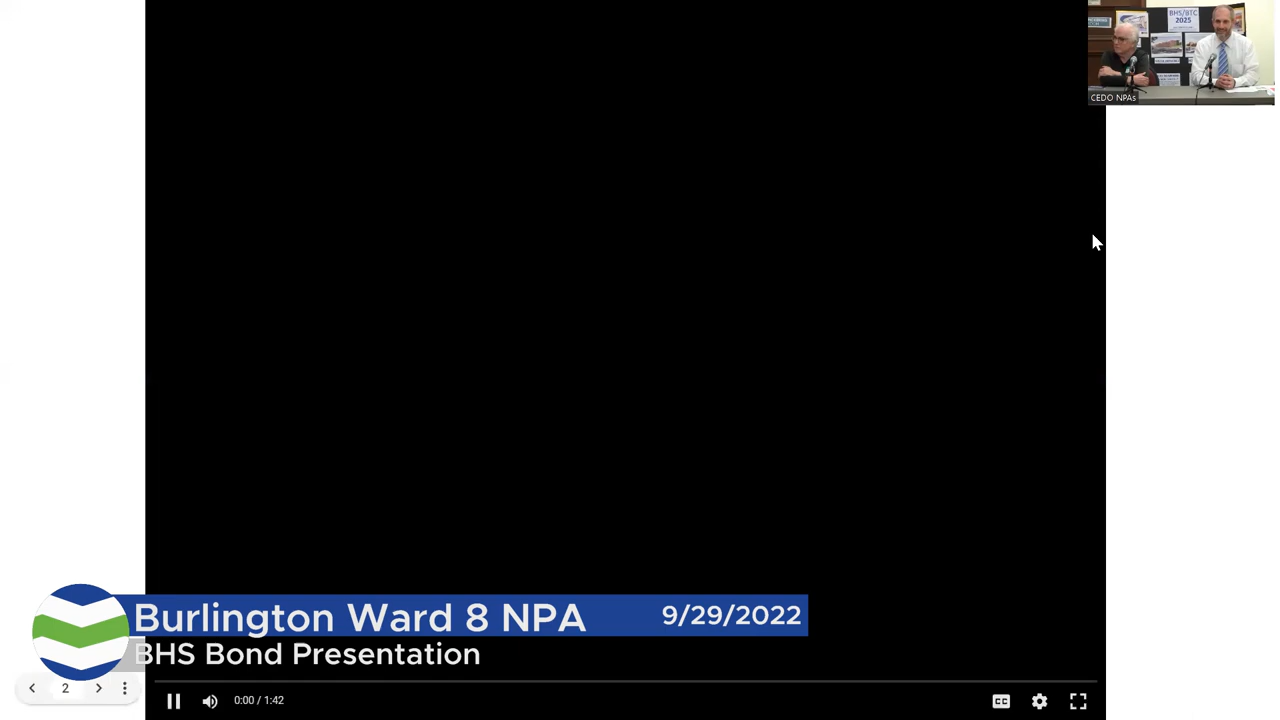 BHS/BTC
2025
CEDO NPAs
Burlington Ward 8 NPA
9/29/2022
BHS Bond Presentation
2
0:00 / 1:42
CC